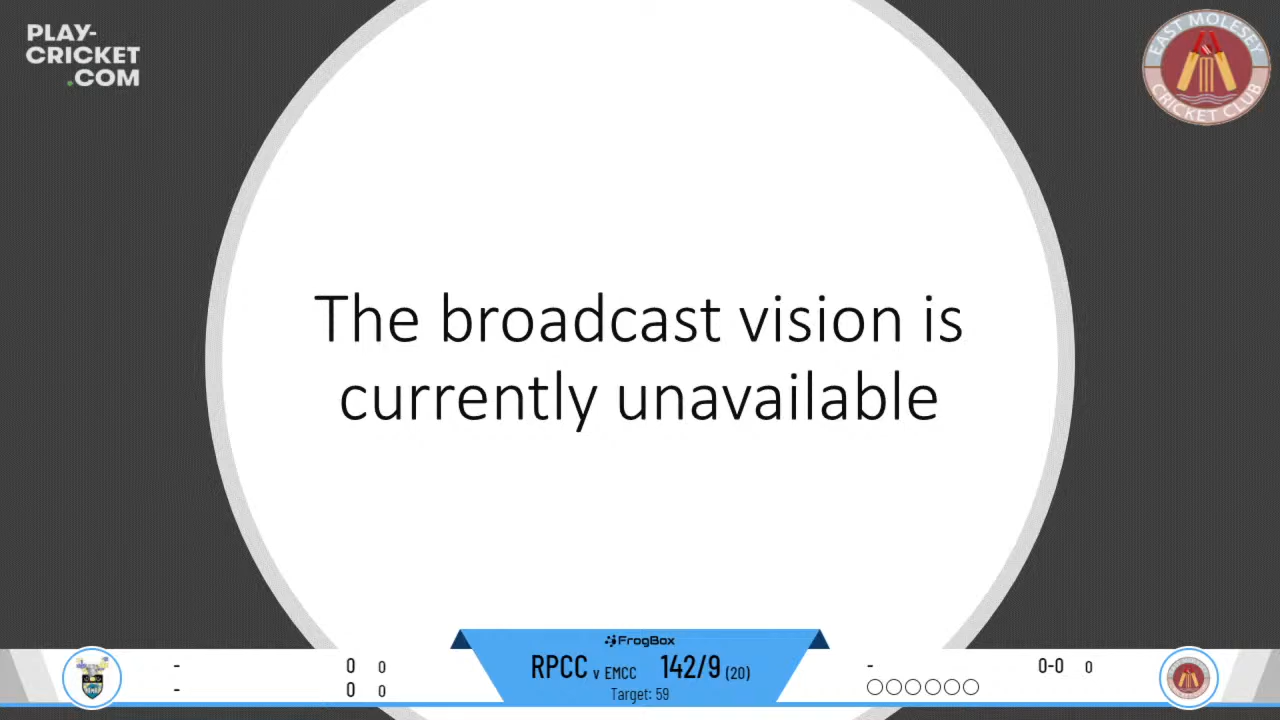 PLAY-
CRICKET
.COM
EAST MOLESEY
CRICKET CLUB
The broadcast vision is
currently unavailable
FrogBox
- 0 0
- 0 0
RPCC v EMCC 142/9 (20)
Target: 59
- 0-0 0